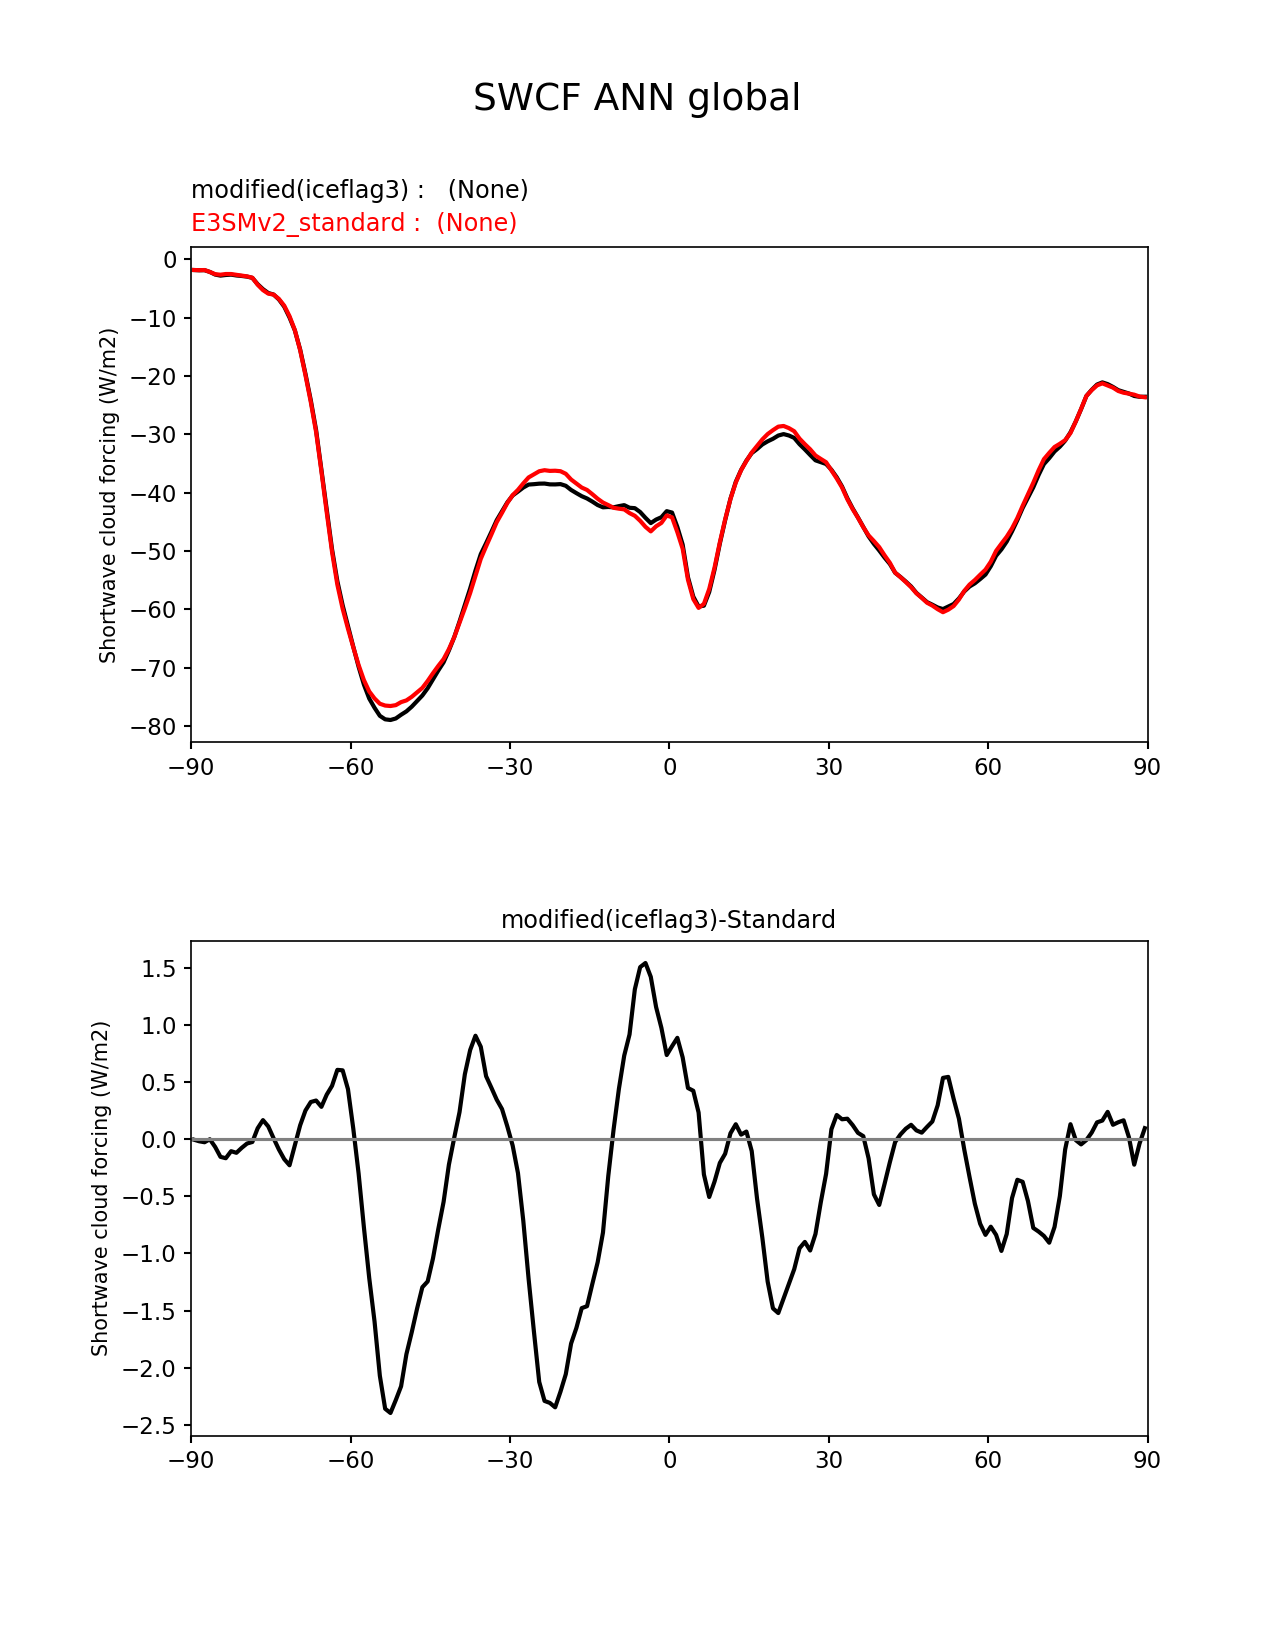 SWCF ANN global
modified(iceflag3) :   (None)
E3SMv2_standard :  (None)
Shortwave cloud forcing (W/m2)
0
−10
−20
−30
−40
−50
−60
−70
−80
−90 −60 −30 0 30 60 90
modified(iceflag3)-Standard
Shortwave cloud forcing (W/m2)
1.5
1.0
0.5
0.0
−0.5
−1.0
−1.5
−2.0
−2.5
−90 −60 −30 0 30 60 90